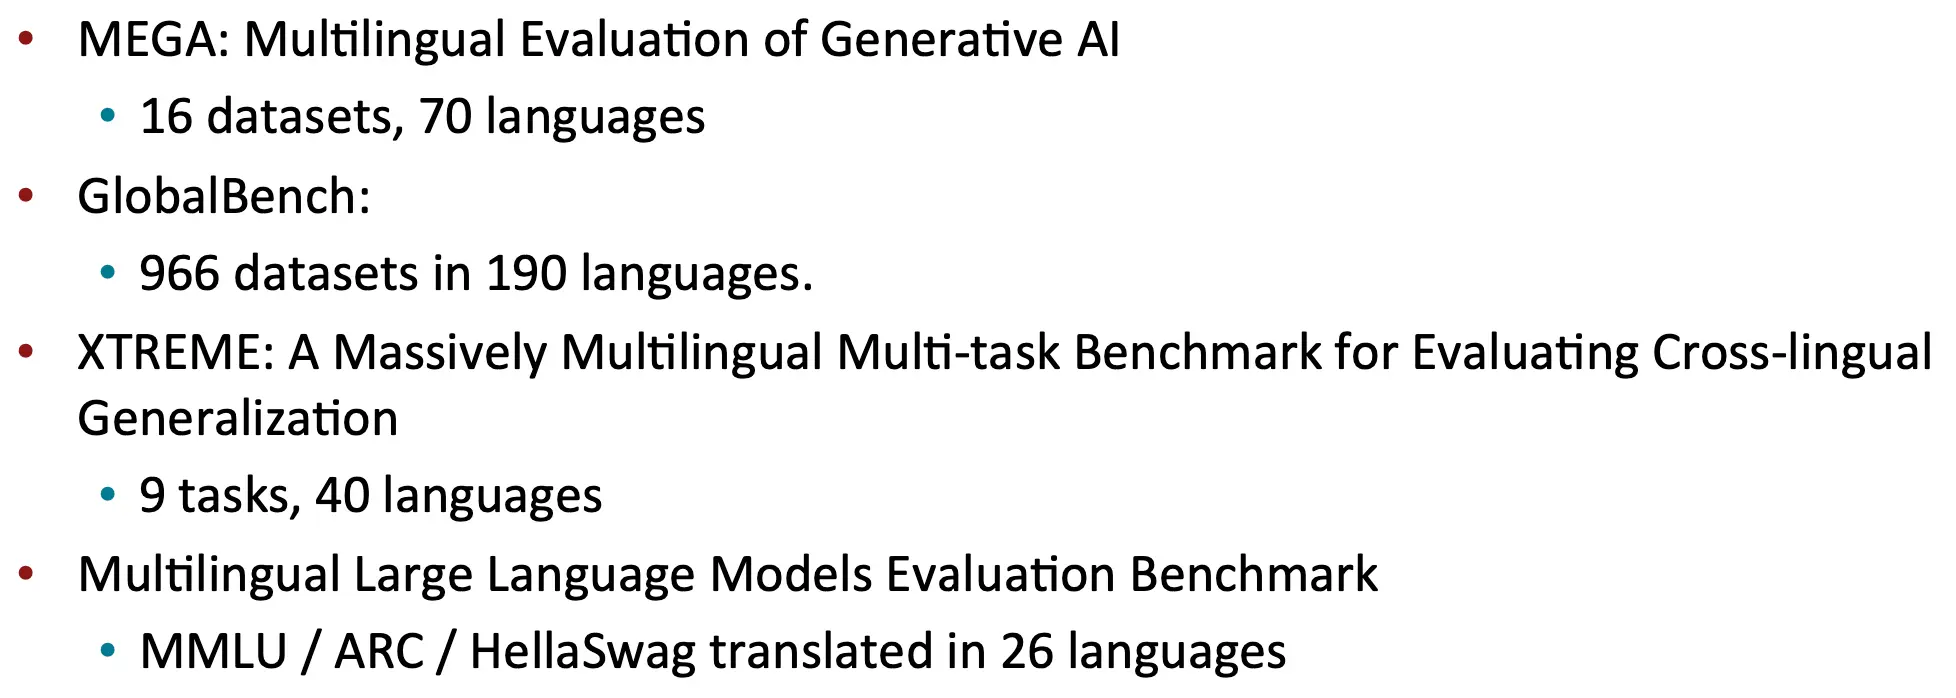 • MEGA: Multilingual Evaluation of Generative AI
• 16 datasets, 70 languages
• GlobalBench:
• 966 datasets in 190 languages.
• XTREME: A Massively Multilingual Multi-task Benchmark for Evaluating Cross-lingual
Generalization
• 9 tasks, 40 languages
• Multilingual Large Language Models Evaluation Benchmark
• MMLU / ARC / HellaSwag translated in 26 languages